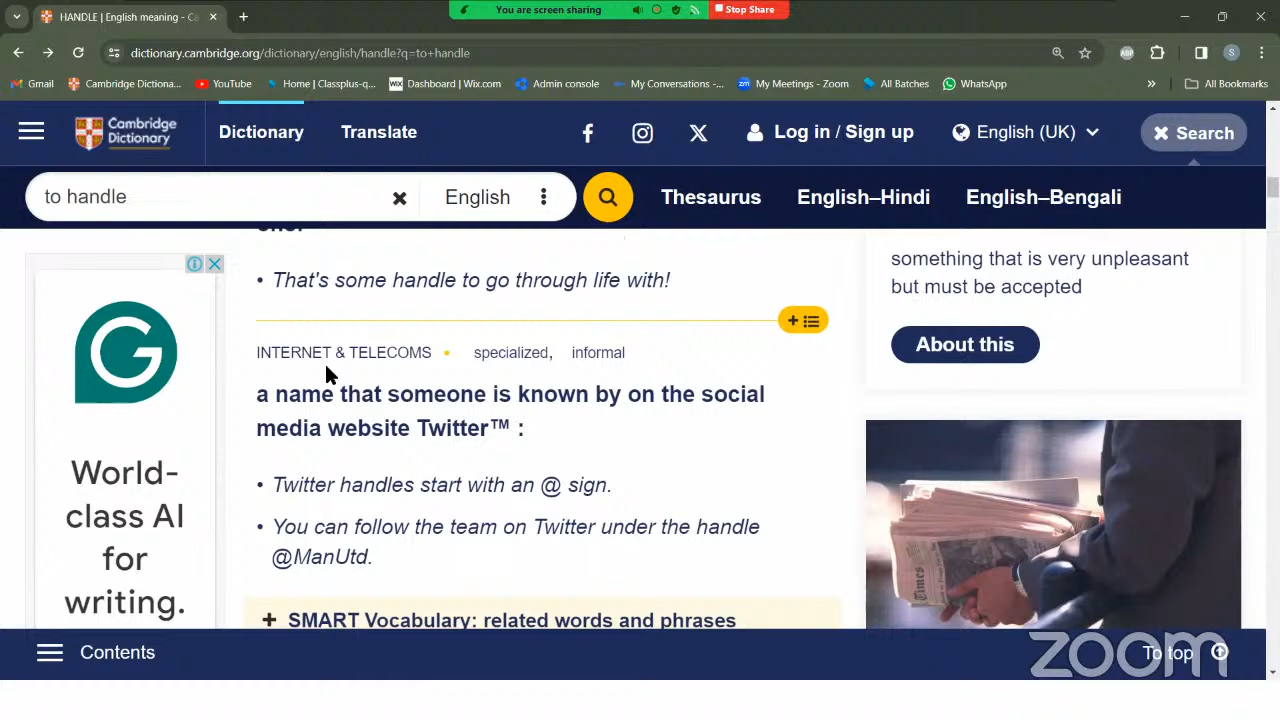 HANDLE | English meaning - Ca
You are screen sharing
Stop Share
dictionary.cambridge.org/dictionary/english/handle?q=to+handle
ABP
S
Gmail
Cambridge Dictiona...
YouTube
Home | Classplus-q...
WIX
Dashboard | Wix.com
Admin console
My Conversations -...
zm
My Meetings - Zoom
All Batches
WhatsApp
»
All Bookmarks
Cambridge
Dictionary
Dictionary
Translate
Log in / Sign up
English (UK)
Search
to handle
English
Thesaurus
English–Hindi
English–Bengali
• That's some handle to go through life with!
INTERNET & TELECOMS • specialized, informal
a name that someone is known by on the social
media website Twitter™ :
• Twitter handles start with an @ sign.
• You can follow the team on Twitter under the handle
@ManUtd.
+ SMART Vocabulary: related words and phrases
World-
class AI
for
writing.
something that is very unpleasant
but must be accepted
About this
Times
Contents
To top
zoom